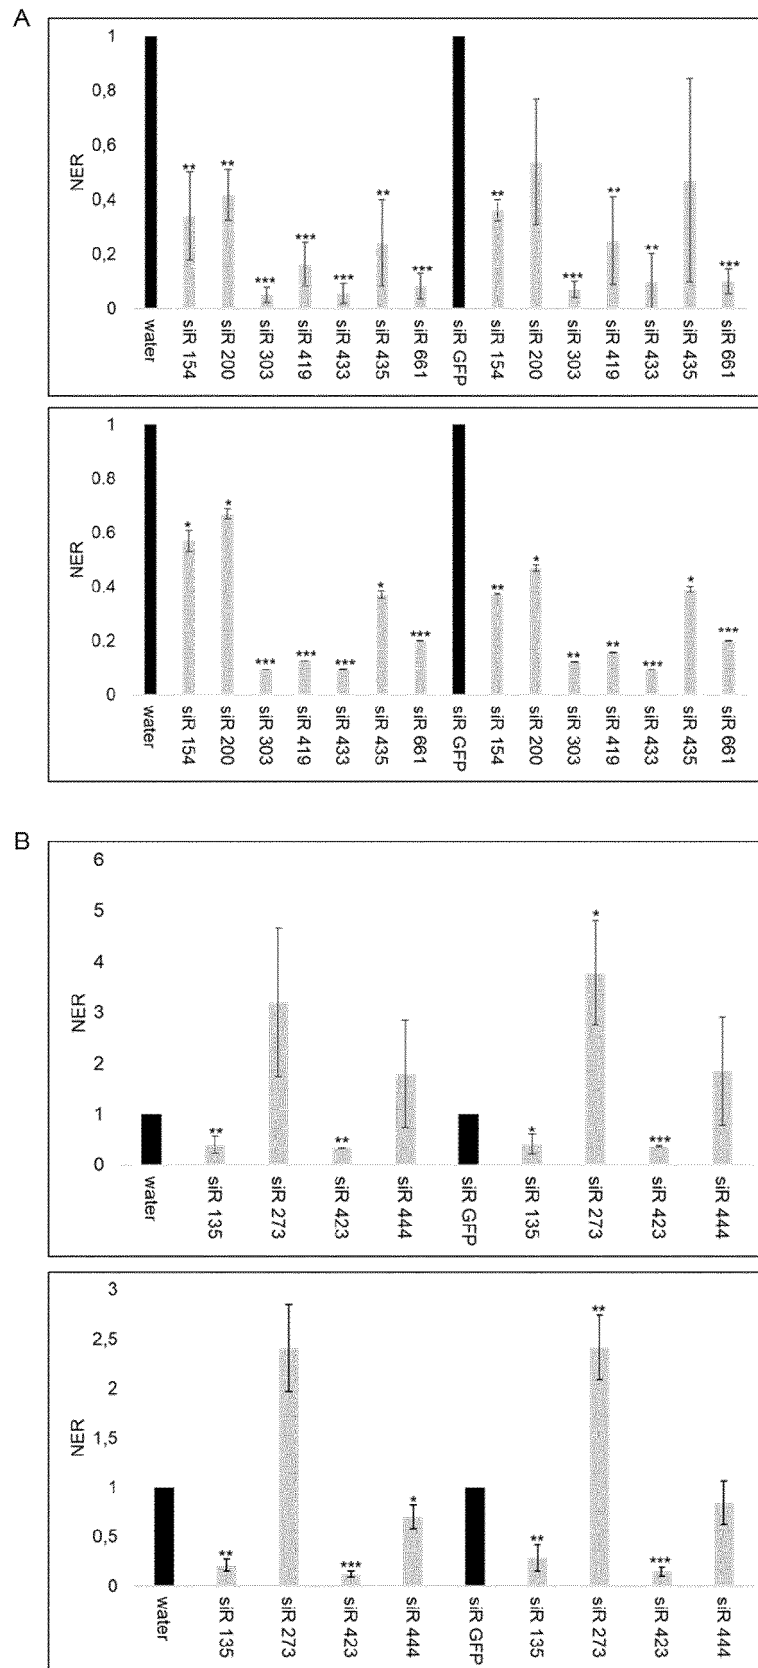 A
NER
1
0,8
0,6
0,4
0,2
0
** ** *** *** *** ** *** ** *** ** ** ***
water siR 154 siR 200 siR 303 siR 419 siR 433 siR 435 siR 661 siR GFP siR 154 siR 200 siR 303 siR 419 siR 433 siR 435 siR 661
NER
1
0.8
0.6
0.4
0.2
0
* * *** *** *** * *** ** * ** ** *** * ***
water siR 154 siR 200 siR 303 siR 419 siR 433 siR 435 siR 661 siR GFP siR 154 siR 200 siR 303 siR 419 siR 433 siR 435 siR 661
B
NER
6
5
4
3
2
1
0
** ** * * ***
water siR 135 siR 273 siR 423 siR 444 siR GFP siR 135 siR 273 siR 423 siR 444
NER
3
2,5
2
1,5
1
0,5
0
** *** * ** ** ***
water siR 135 siR 273 siR 423 siR 444 siR GFP siR 135 siR 273 siR 423 siR 444